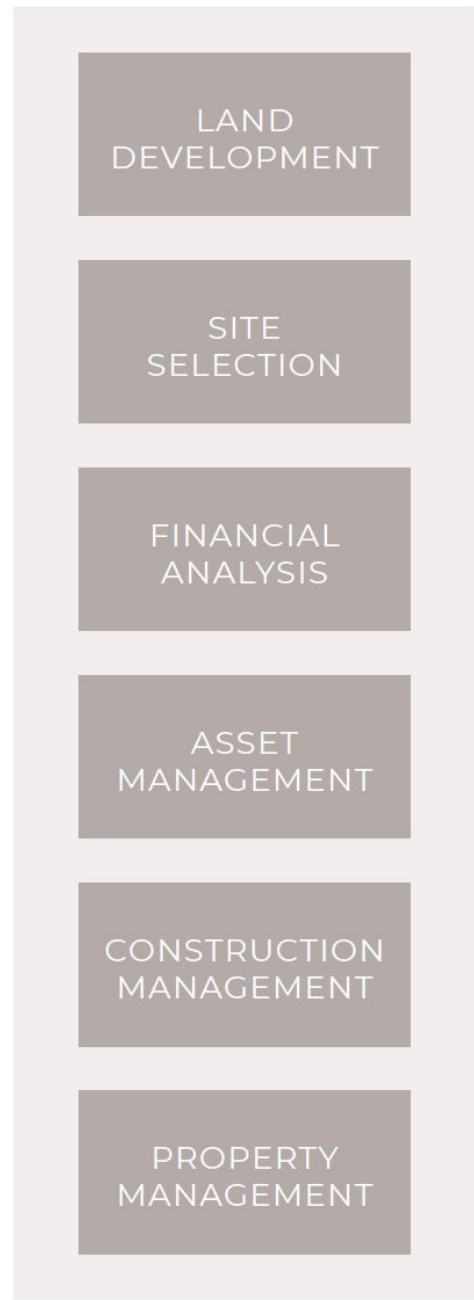 LAND
DEVELOPMENT
SITE
SELECTION
FINANCIAL
ANALYSIS
ASSET
MANAGEMENT
CONSTRUCTION
MANAGEMENT
PROPERTY
MANAGEMENT